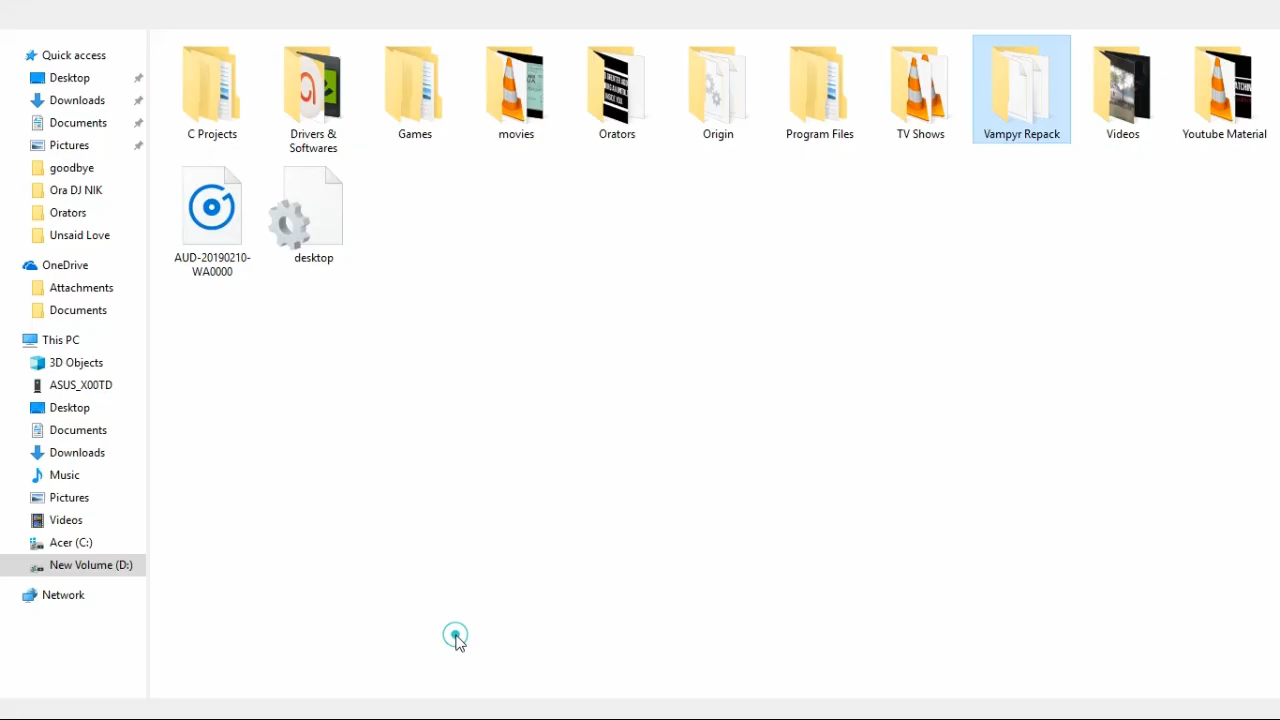 Quick access
Desktop
Downloads
Documents
Pictures
goodbye
Ora DJ NIK
Orators
Unsaid Love
OneDrive
Attachments
Documents
This PC
3D Objects
ASUS_X00TD
Desktop
Documents
Downloads
Music
Pictures
Videos
Acer (C:)
New Volume (D:)
Network
C Projects
Drivers &
Softwares
Games
movies
Orators
Origin
Program Files
TV Shows
Vampyr Repack
Videos
Youtube Material
AUD-20190210-
WA0000
desktop